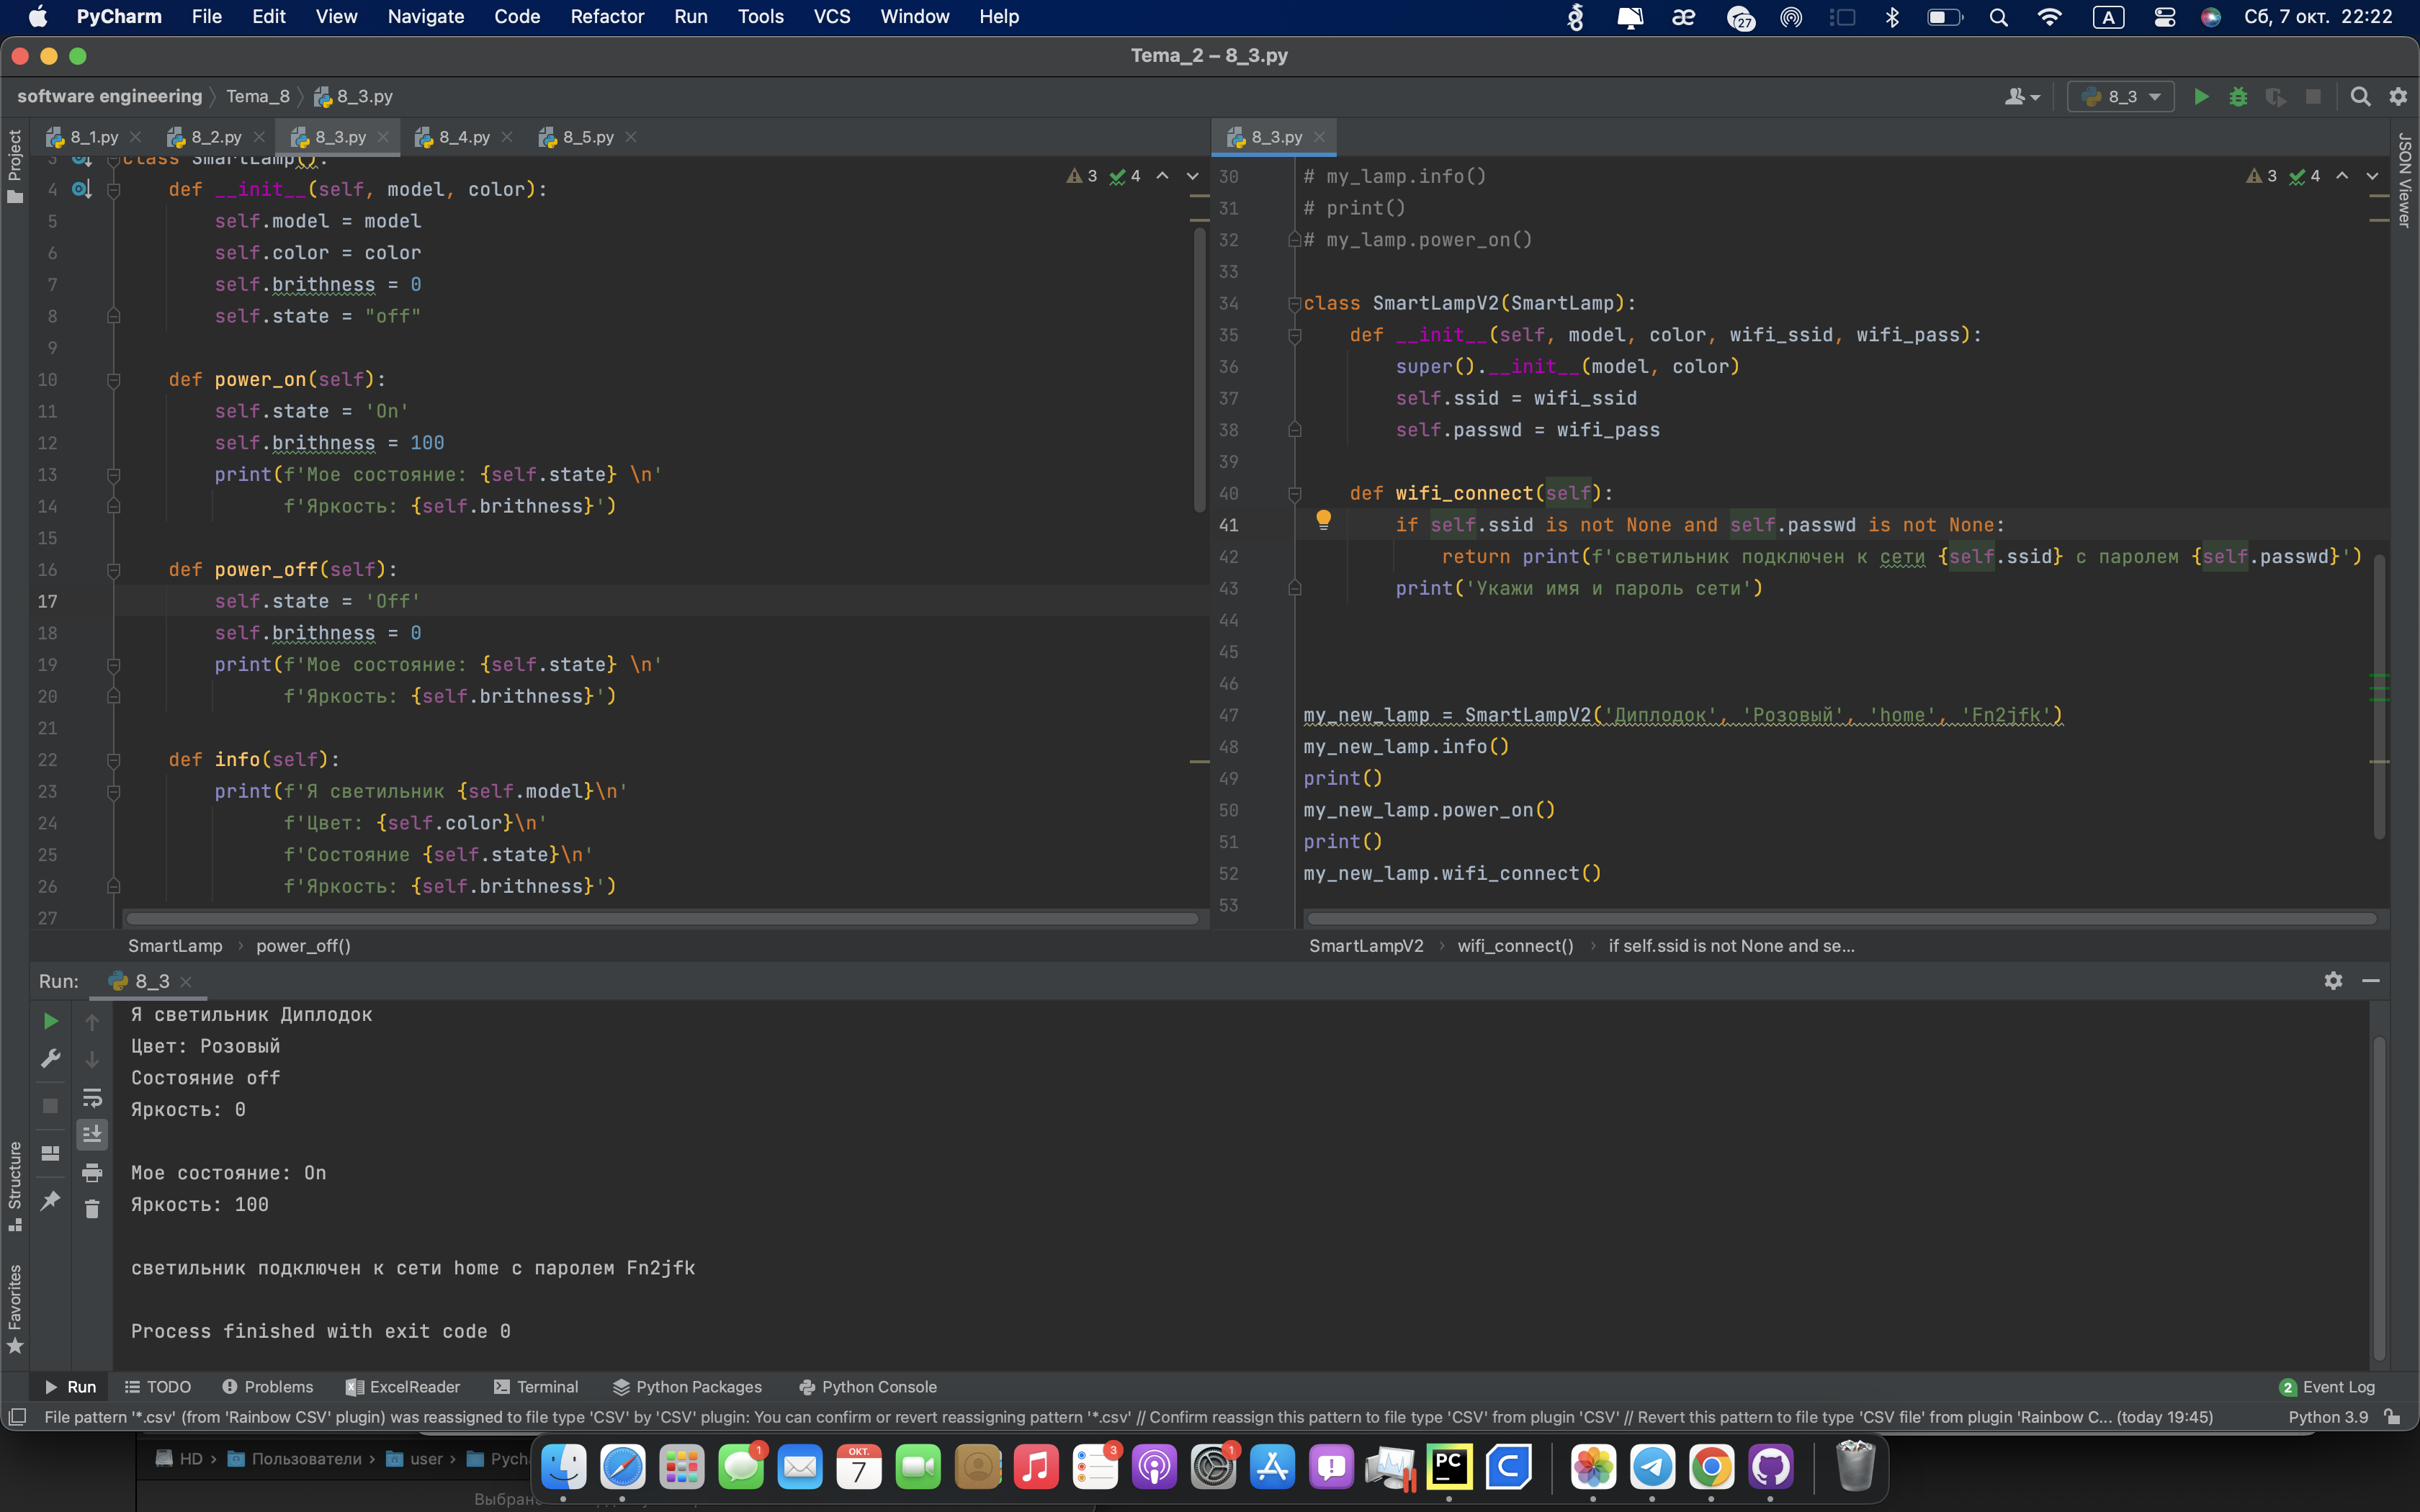 PyCharm File Edit View Navigate Code Refactor Run Tools VCS Window Help 27 A Сб, 7 окт. 22:22
Tema_2 – 8_3.py
software engineering Tema_8 8_3.py 8_3
Project
8_1.py 8_2.py 8_3.py 8_4.py 8_5.py
3 class SmartLamp():
4 def __init__(self, model, color): 3 4
5 self.model = model
6 self.color = color
7 self.brithness = 0
8 self.state = "off"
9
10 def power_on(self):
11 self.state = 'On'
12 self.brithness = 100
13 print(f'Мое состояние: {self.state} \n'
14 f'Яркость: {self.brithness}')
15
16 def power_off(self):
17 self.state = 'Off'
18 self.brithness = 0
19 print(f'Мое состояние: {self.state} \n'
20 f'Яркость: {self.brithness}')
21
22 def info(self):
23 print(f'Я светильник {self.model}\n'
24 f'Цвет: {self.color}\n'
25 f'Состояние {self.state}\n'
26 f'Яркость: {self.brithness}')
27
SmartLamp power_off()
8_3.py
JSON Viewer
30 # my_lamp.info() 3 4
31 # print()
32 # my_lamp.power_on()
33
34 class SmartLampV2(SmartLamp):
35 def __init__(self, model, color, wifi_ssid, wifi_pass):
36 super().__init__(model, color)
37 self.ssid = wifi_ssid
38 self.passwd = wifi_pass
39
40 def wifi_connect(self):
41 if self.ssid is not None and self.passwd is not None:
42 return print(f'светильник подключен к сети {self.ssid} с паролем {self.passwd}')
43 print('Укажи имя и пароль сети')
44
45
46
47 my_new_lamp = SmartLampV2('Диплодок', 'Розовый', 'home', 'Fn2jfk')
48 my_new_lamp.info()
49 print()
50 my_new_lamp.power_on()
51 print()
52 my_new_lamp.wifi_connect()
53
SmartLampV2 wifi_connect() if self.ssid is not None and se...
Run: 8_3
Я светильник Диплодок
Цвет: Розовый
Состояние off
Яркость: 0
Мое состояние: On
Яркость: 100
светильник подключен к сети home с паролем Fn2jfk
Process finished with exit code 0
Structure
Favorites
Run TODO Problems ExcelReader Terminal Python Packages Python Console 2 Event Log
File pattern '*.csv' (from 'Rainbow CSV' plugin) was reassigned to file type 'CSV' by 'CSV' plugin: You can confirm or revert reassigning pattern '*.csv' // Confirm reassign this pattern to file type 'CSV' from plugin 'CSV' // Revert this pattern to file type 'CSV file' from plugin 'Rainbow C... (today 19:45) Python 3.9
HD Пользователи user Pych
1 ОКТ. 7 3 1 PC